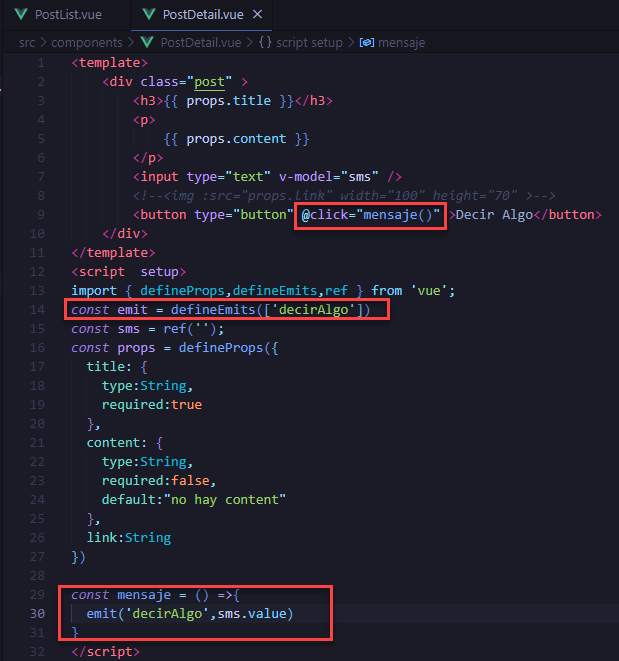 PostList.vue
PostDetail.vue ×
src > components > PostDetail.vue > {} script setup > mensaje
1 <template>
2 <div class="post" >
3 <h3>{{ props.title }}</h3>
4 <p>
5 {{ props.content }}
6 </p>
7 <input type="text" v-model="sms" />
8 <!--<img :src="props.link" width="100" height="70" >-->
9 <button type="button" @click="mensaje()" >Decir Algo</button>
10 </div>
11 </template>
12 <script setup>
13 import { defineProps,defineEmits,ref } from 'vue';
14 const emit = defineEmits(['decirAlgo'])
15 const sms = ref('');
16 const props = defineProps({
17 title: {
18 type:String,
19 required:true
20 },
21 content: {
22 type:String,
23 required:false,
24 default:"no hay content"
25 },
26 link:String
27 })
28
29 const mensaje = () =>{
30 emit('decirAlgo',sms.value)
31 }
32 </script>